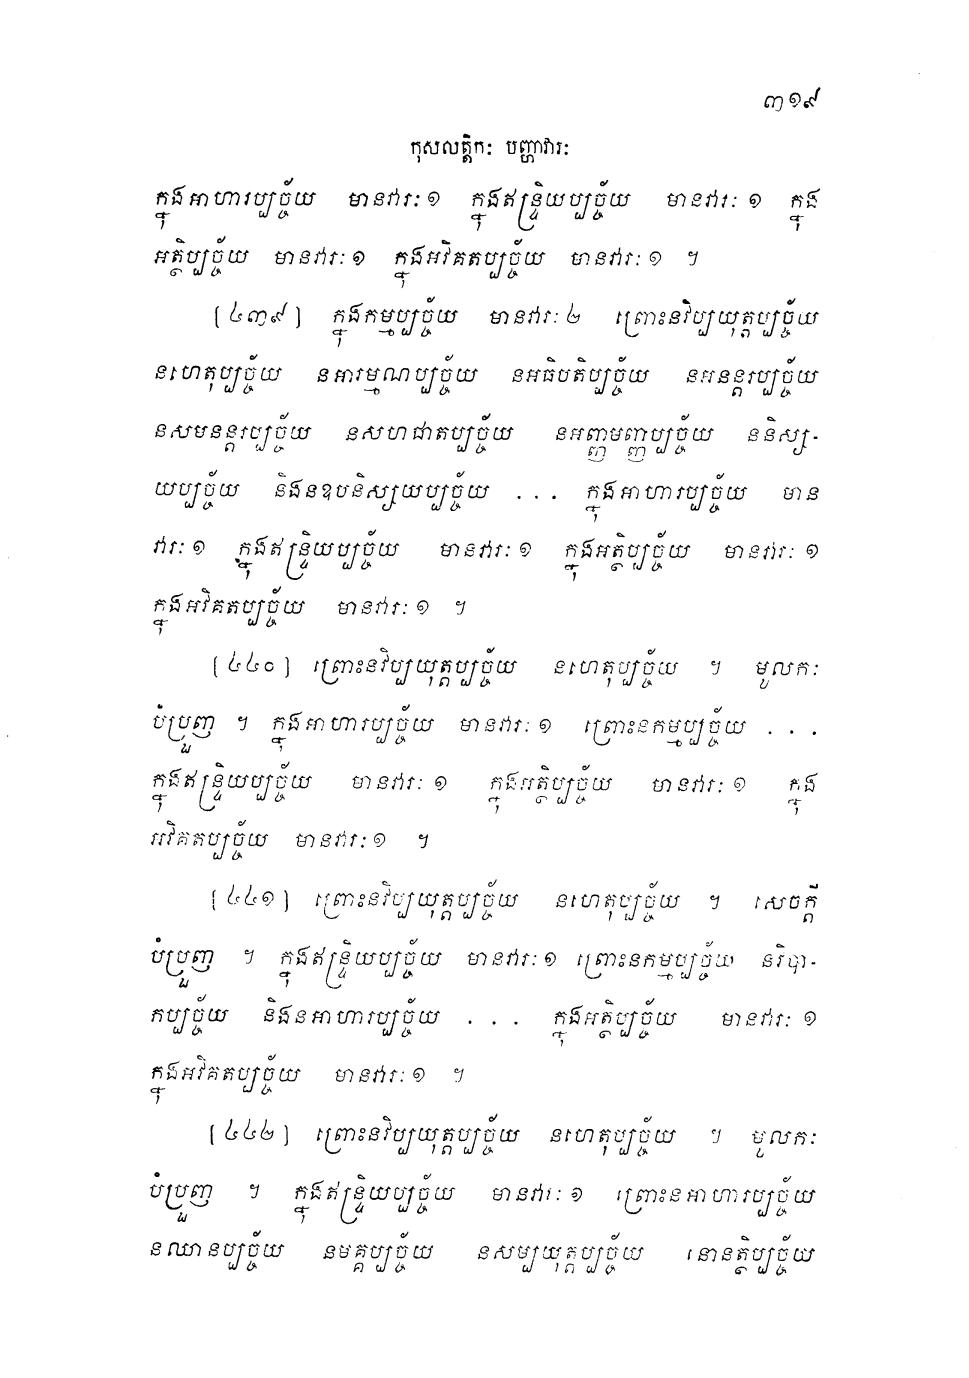 ៣១៩
កុសលត្តិកៈ បញ្ហាវារៈ
ក្នុងអាហារប្បច្ច័យ មានវារៈ ១ ក្នុងឥន្ទ្រិយប្បច្ច័យ មានវារៈ ១ ក្នុង
អត្ថិប្បច្ច័យ មានវារៈ ១ ក្នុងអវិគតប្បច្ច័យ មានវារៈ ១ ។
[៤៣៩] ក្នុងកម្មប្បច្ច័យ មានវារៈ ២ ព្រោះនវិប្បយុត្តប្បច្ច័យ
នហេតុប្បច្ច័យ នអារម្មណប្បច្ច័យ នអធិបតិប្បច្ច័យ នអនន្តរប្បច្ច័យ
នសមនន្តរប្បច្ច័យ នសហជាតប្បច្ច័យ នអញ្ញមញ្ញប្បច្ច័យ ននិស្ស-
យប្បច្ច័យ និងនឧបនិស្សយប្បច្ច័យ ... ក្នុងអាហារប្បច្ច័យ មាន
វារៈ ១ ក្នុងឥន្ទ្រិយប្បច្ច័យ មានវារៈ ១ ក្នុងអត្ថិប្បច្ច័យ មានវារៈ ១
ក្នុងអវិគតប្បច្ច័យ មានវារៈ ១ ។
[៤៤០] ព្រោះនវិប្បយុត្តប្បច្ច័យ នហេតុប្បច្ច័យ ។ មូលកៈ
បំប្រួញ ។ ក្នុងអាហារប្បច្ច័យ មានវារៈ ១ ព្រោះនកម្មប្បច្ច័យ ...
ក្នុងឥន្ទ្រិយប្បច្ច័យ មានវារៈ ១ ក្នុងអត្ថិប្បច្ច័យ មានវារៈ ១ ក្នុង
អវិគតប្បច្ច័យ មានវារៈ ១ ។
[៤៤១] ព្រោះនវិប្បយុត្តប្បច្ច័យ នហេតុប្បច្ច័យ ។ សេចក្តី
បំប្រួញ ។ ក្នុងឥន្ទ្រិយប្បច្ច័យ មានវារៈ ១ ព្រោះនកម្មប្បច្ច័យ នវិបា-
កប្បច្ច័យ និងនអាហារប្បច្ច័យ ... ក្នុងអត្ថិប្បច្ច័យ មានវារៈ ១
ក្នុងអវិគតប្បច្ច័យ មានវារៈ ១ ។
[៤៤២] ព្រោះនវិប្បយុត្តប្បច្ច័យ នហេតុប្បច្ច័យ ។ មូលកៈ
បំប្រួញ ។ ក្នុងឥន្ទ្រិយប្បច្ច័យ មានវារៈ ១ ព្រោះនអាហារប្បច្ច័យ
នឈានប្បច្ច័យ នមគ្គប្បច្ច័យ នសម្បយុត្តប្បច្ច័យ នោនត្ថិប្បច្ច័យ